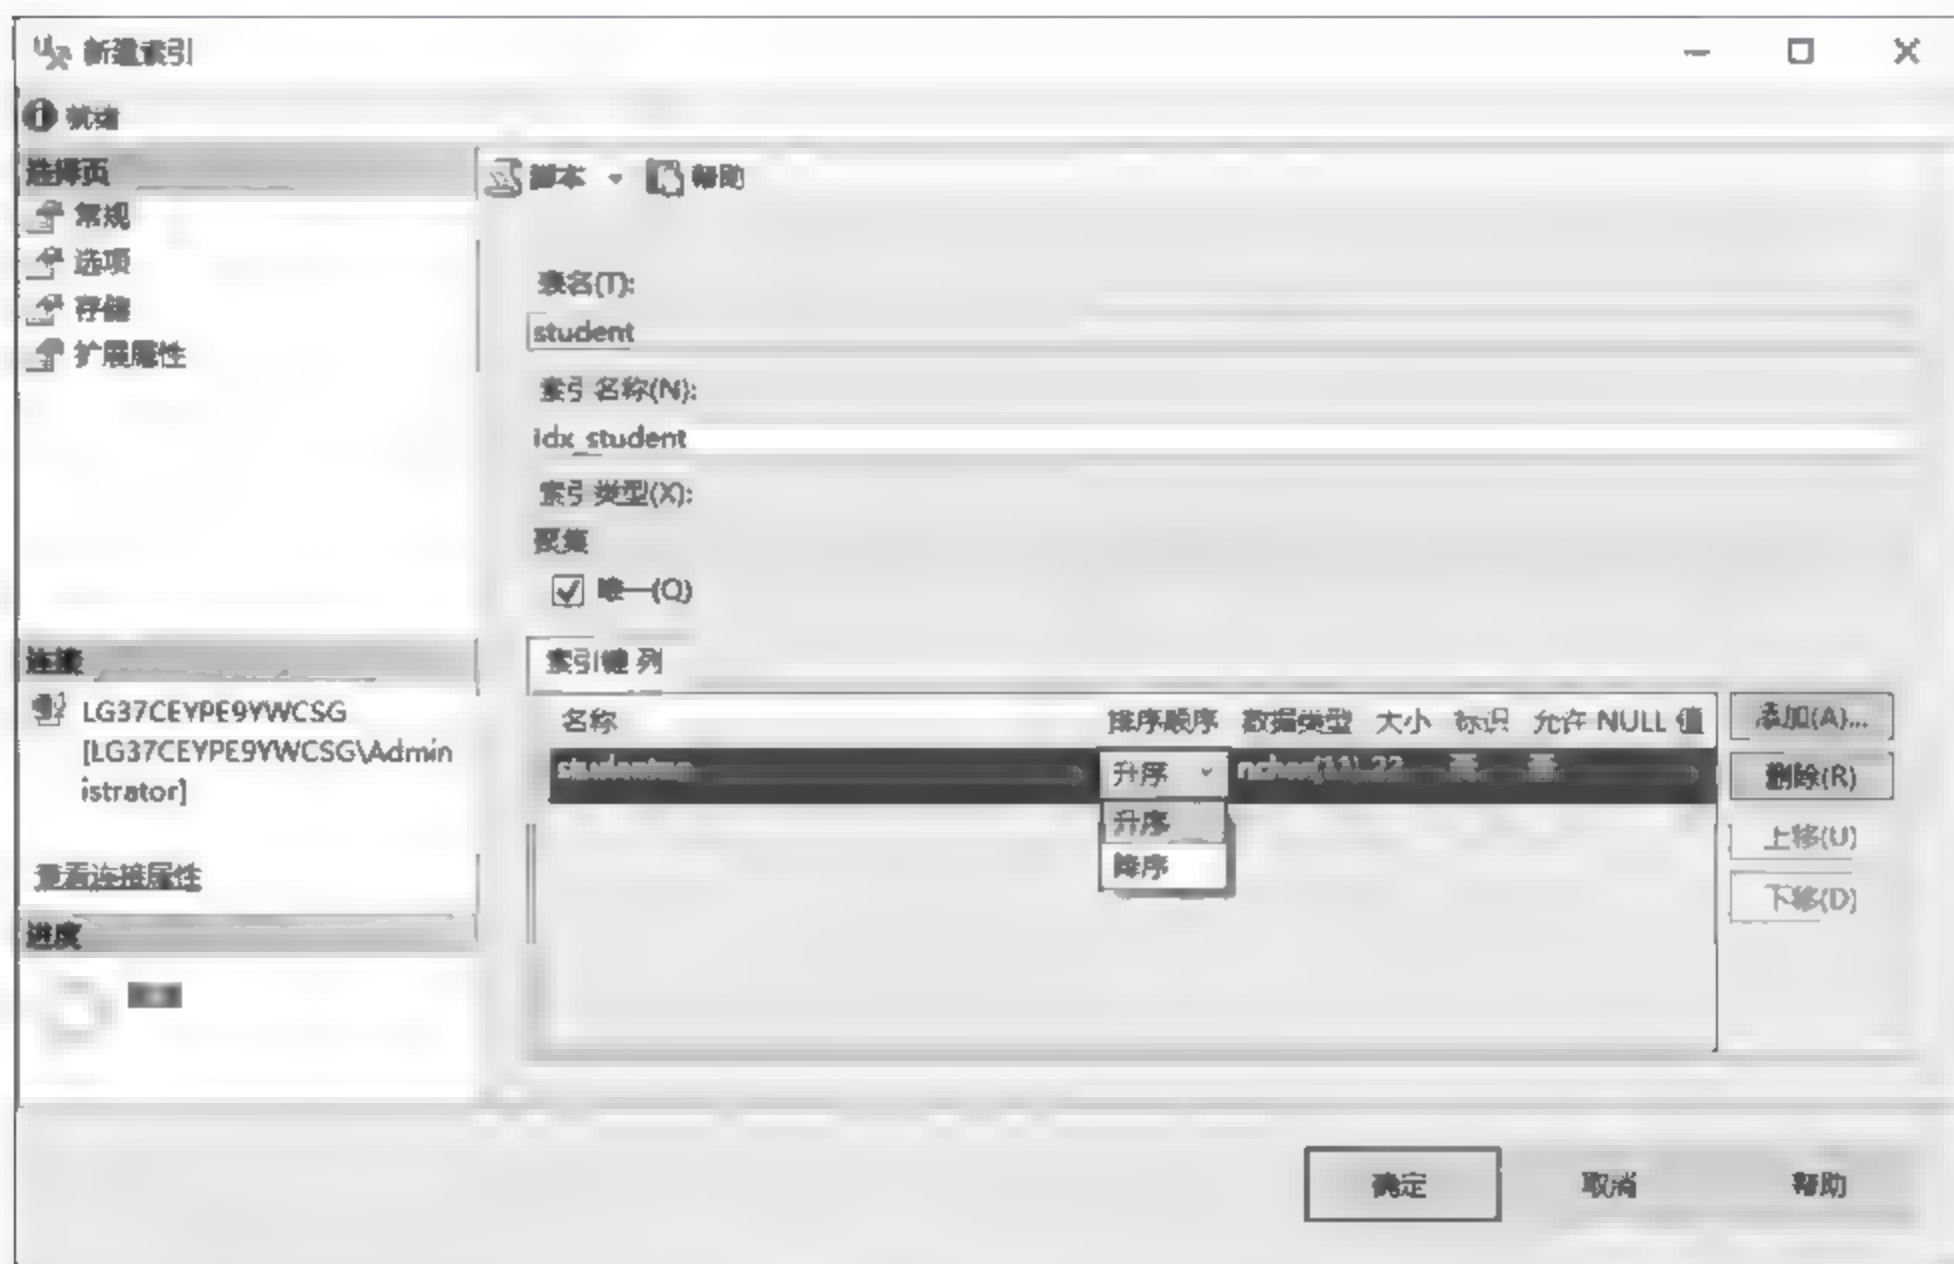 新建索引
就绪
选择页
常规
选项
存储
扩展属性
脚本 帮助
表名(T):
student
索引名称(N):
idx_student
索引类型(X):
聚集
唯一(Q)
索引键 列
名称 排序顺序 数据类型 大小 标识 允许 NULL 值
升序 nchar(11) 22
升序
降序
添加(A)...
删除(R)
上移(U)
下移(D)
连接
LG37CEYPE9YWCSG
[LG37CEYPE9YWCSG\Admin
istrator]
查看连接属性
进度
确定 取消 帮助